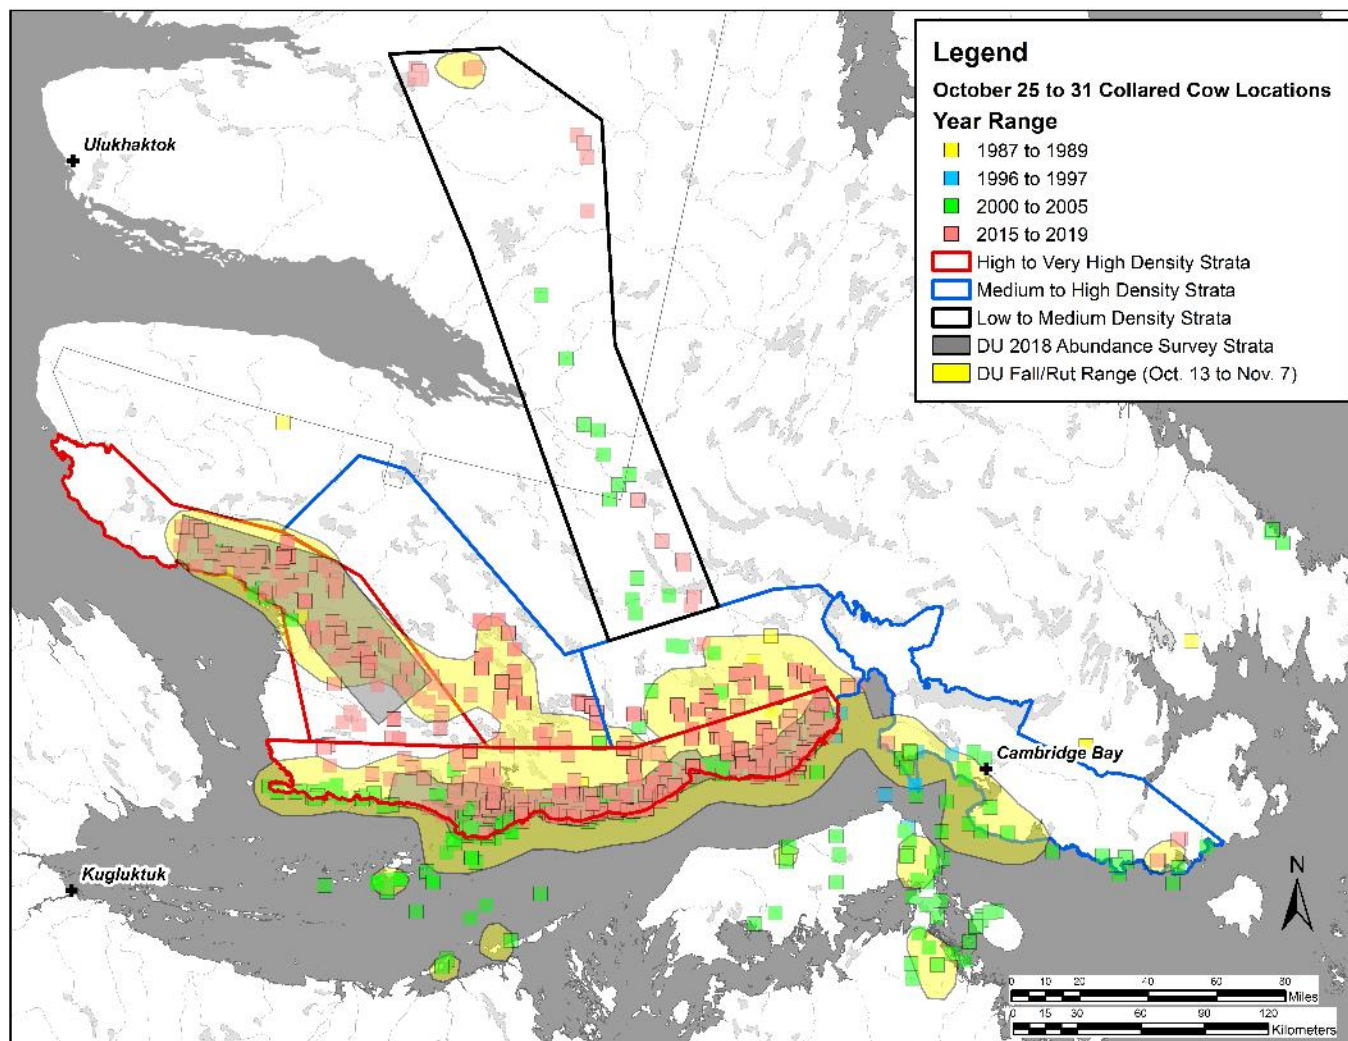 Legend
October 25 to 31 Collared Cow Locations
Year Range
1987 to 1989
1996 to 1997
2000 to 2005
2015 to 2019
High to Very High Density Strata
Medium to High Density Strata
Low to Medium Density Strata
DU 2018 Abundance Survey Strata
DU Fall/Rut Range (Oct. 13 to Nov. 7)
Ulukhaktok
Cambridge Bay
Kugluktuk
N
0 10 20 40 60 80
Miles
0 15 30 60 90 120
Kilometers